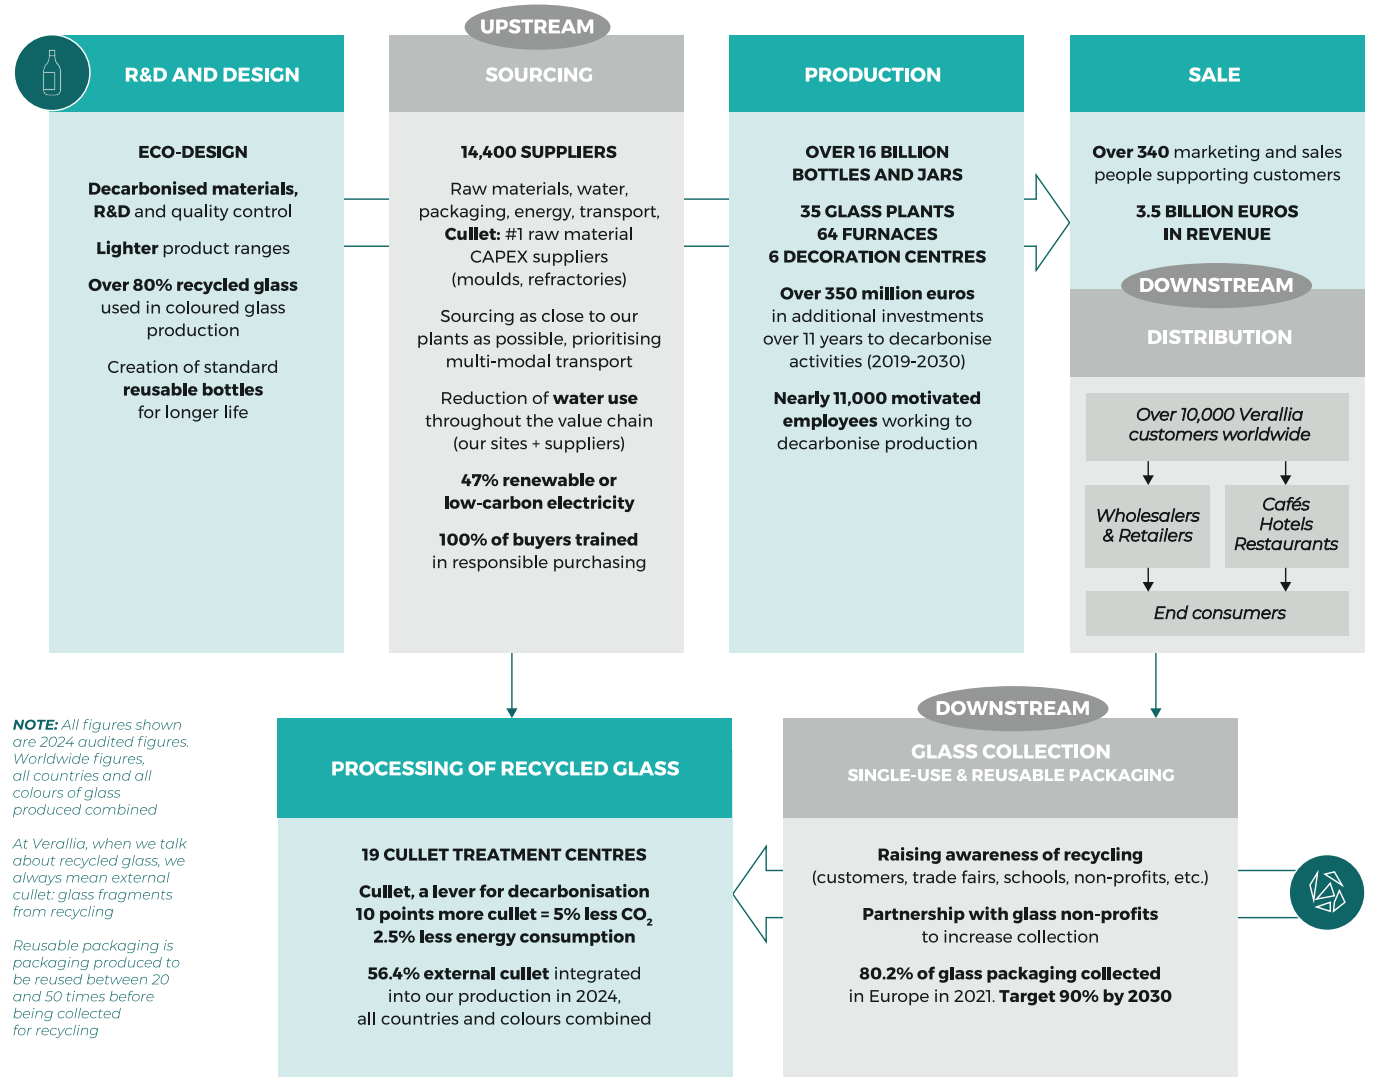 R&D AND DESIGN
ECO-DESIGN
Decarbonised materials,
R&D and quality control
Lighter product ranges
Over 80% recycled glass
used in coloured glass
production
Creation of standard
reusable bottles
for longer life
UPSTREAM
SOURCING
14,400 SUPPLIERS
Raw materials, water,
packaging, energy, transport,
Cullet: #1 raw material
CAPEX suppliers
(moulds, refractories)
Sourcing as close to our
plants as possible, prioritising
multi-modal transport
Reduction of water use
throughout the value chain
(our sites + suppliers)
47% renewable or
low-carbon electricity
100% of buyers trained
in responsible purchasing
PRODUCTION
OVER 16 BILLION
BOTTLES AND JARS
35 GLASS PLANTS
64 FURNACES
6 DECORATION CENTRES
Over 350 million euros
in additional investments
over 11 years to decarbonise
activities (2019-2030)
Nearly 11,000 motivated
employees working to
decarbonise production
SALE
Over 340 marketing and sales
people supporting customers
3.5 BILLION EUROS
IN REVENUE
DOWNSTREAM
DISTRIBUTION
Over 10,000 Verallia
customers worldwide
Wholesalers
& Retailers
Cafés
Hotels
Restaurants
End consumers
NOTE: All figures shown
are 2024 audited figures.
Worldwide figures,
all countries and all
colours of glass
produced combined
At Verallia, when we talk
about recycled glass, we
always mean external
cullet: glass fragments
from recycling
Reusable packaging is
packaging produced to
be reused between 20
and 50 times before
being collected
for recycling
PROCESSING OF RECYCLED GLASS
19 CULLET TREATMENT CENTRES
Cullet, a lever for decarbonisation
10 points more cullet = 5% less CO2
2.5% less energy consumption
56.4% external cullet integrated
into our production in 2024,
all countries and colours combined
DOWNSTREAM
GLASS COLLECTION
SINGLE-USE & REUSABLE PACKAGING
Raising awareness of recycling
(customers, trade fairs, schools, non-profits, etc.)
Partnership with glass non-profits
to increase collection
80.2% of glass packaging collected
in Europe in 2021. Target 90% by 2030